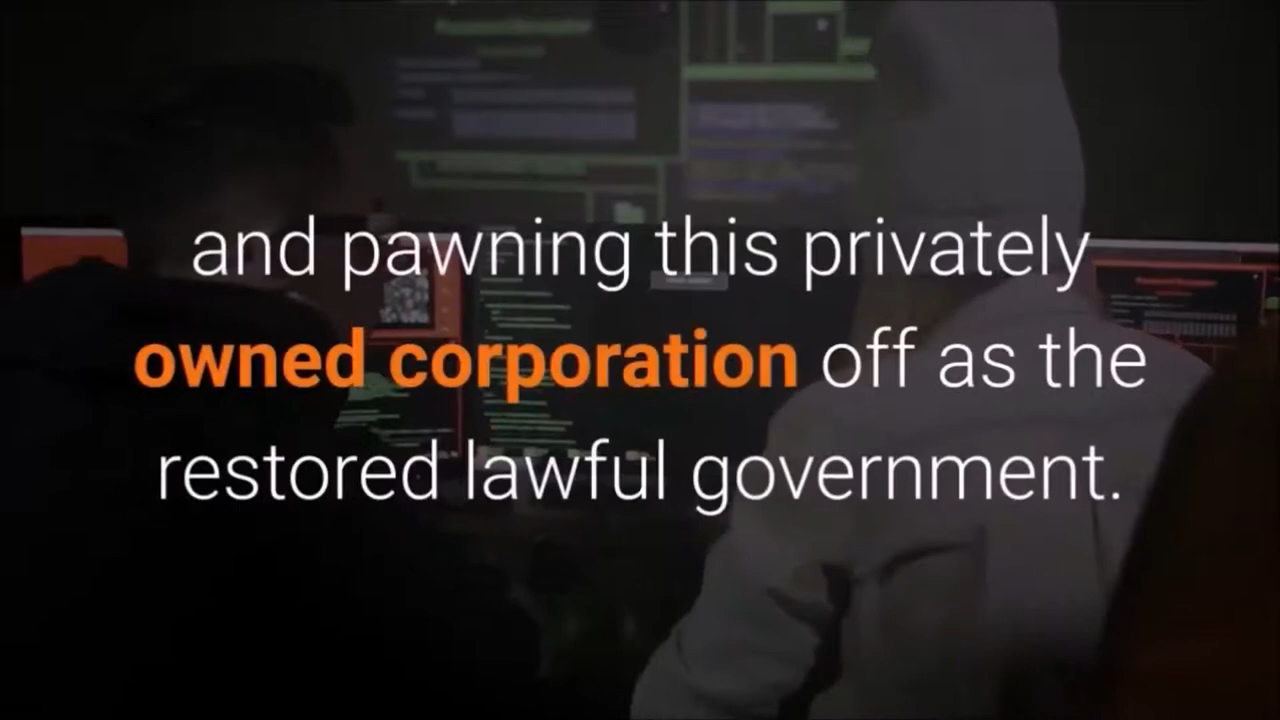 and pawning this privately
owned corporation off as the
restored lawful government.